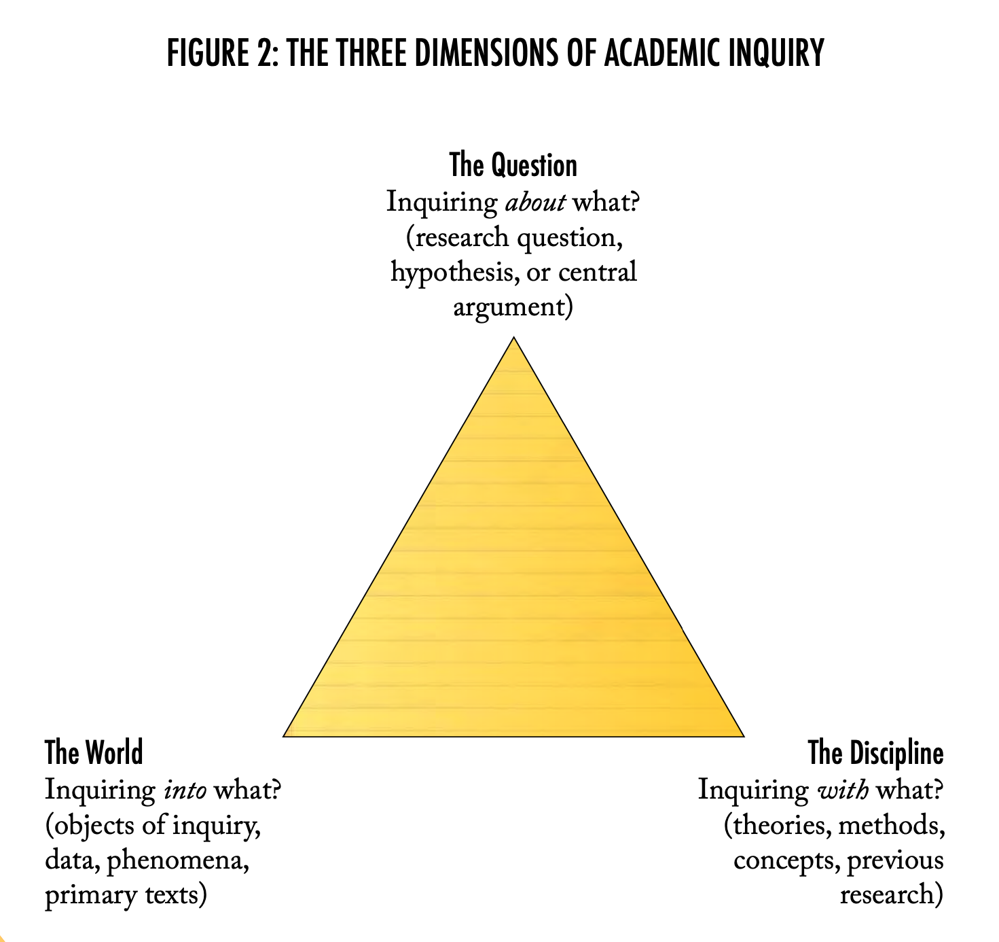 FIGURE 2: THE THREE DIMENSIONS OF ACADEMIC INQUIRY
The Question
Inquiring about what?
(research question,
hypothesis, or central
argument)
The World
Inquiring into what?
(objects of inquiry,
data, phenomena,
primary texts)
The Discipline
Inquiring with what?
(theories, methods,
concepts, previous
research)